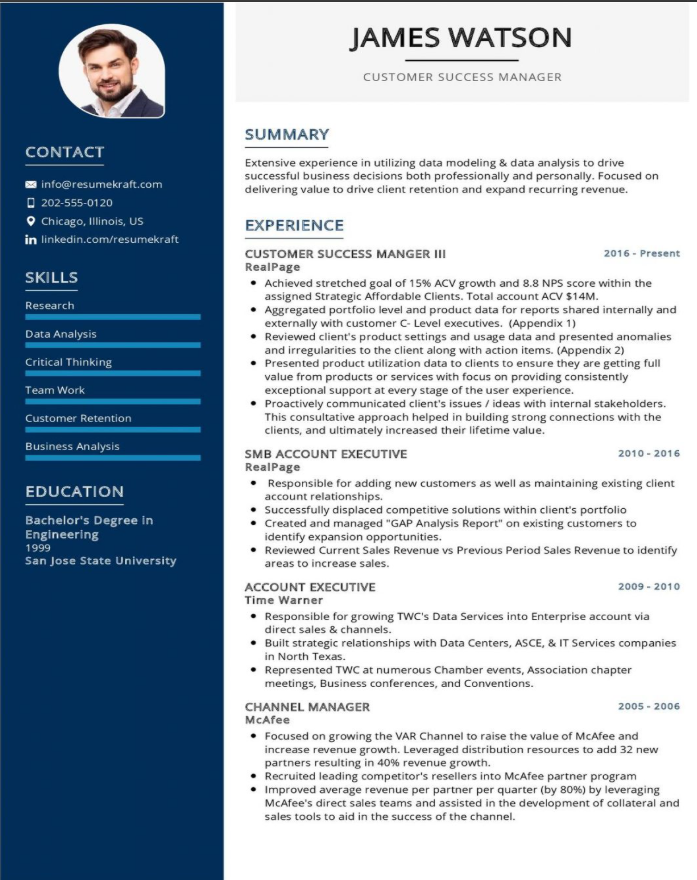 JAMES WATSON
CUSTOMER SUCCESS MANAGER
CONTACT
info@resumekraft.com
202-555-0120
Chicago, Illinois, US
linkedin.com/resumekraft
SKILLS
Research
Data Analysis
Critical Thinking
Team Work
Customer Retention
Business Analysis
EDUCATION
Bachelor's Degree in
Engineering
1999
San Jose State University
SUMMARY
Extensive experience in utilizing data modeling & data analysis to drive
successful business decisions both professionally and personally. Focused on
delivering value to drive client retention and expand recurring revenue.
EXPERIENCE
CUSTOMER SUCCESS MANGER III 2016 - Present
RealPage
• Achieved stretched goal of 15% ACV growth and 8.8 NPS score within the
assigned Strategic Affordable Clients. Total account ACV $14M.
• Aggregated portfolio level and product data for reports shared internally and
externally with customer C- Level executives. (Appendix 1)
• Reviewed client's product settings and usage data and presented anomalies
and irregularities to the client along with action items. (Appendix 2)
• Presented product utilization data to clients to ensure they are getting full
value from products or services with focus on providing consistently
exceptional support at every stage of the user experience.
• Proactively communicated client's issues / ideas with internal stakeholders.
This consultative approach helped in building strong connections with the
clients, and ultimately increased their lifetime value.
SMB ACCOUNT EXECUTIVE 2010 - 2016
RealPage
• Responsible for adding new customers as well as maintaining existing client
account relationships.
• Successfully displaced competitive solutions within client's portfolio
• Created and managed "GAP Analysis Report" on existing customers to
identify expansion opportunities.
• Reviewed Current Sales Revenue vs Previous Period Sales Revenue to identify
areas to increase sales.
ACCOUNT EXECUTIVE 2009 - 2010
Time Warner
• Responsible for growing TWC's Data Services into Enterprise account via
direct sales & channels.
• Built strategic relationships with Data Centers, ASCE, & IT Services companies
in North Texas.
• Represented TWC at numerous Chamber events, Association chapter
meetings, Business conferences, and Conventions.
CHANNEL MANAGER 2005 - 2006
McAfee
• Focused on growing the VAR Channel to raise the value of McAfee and
increase revenue growth. Leveraged distribution resources to add 32 new
partners resulting in 40% revenue growth.
• Recruited leading competitor's resellers into McAfee partner program
• Improved average revenue per partner per quarter (by 80%) by leveraging
McAfee's direct sales teams and assisted in the development of collateral and
sales tools to aid in the success of the channel.